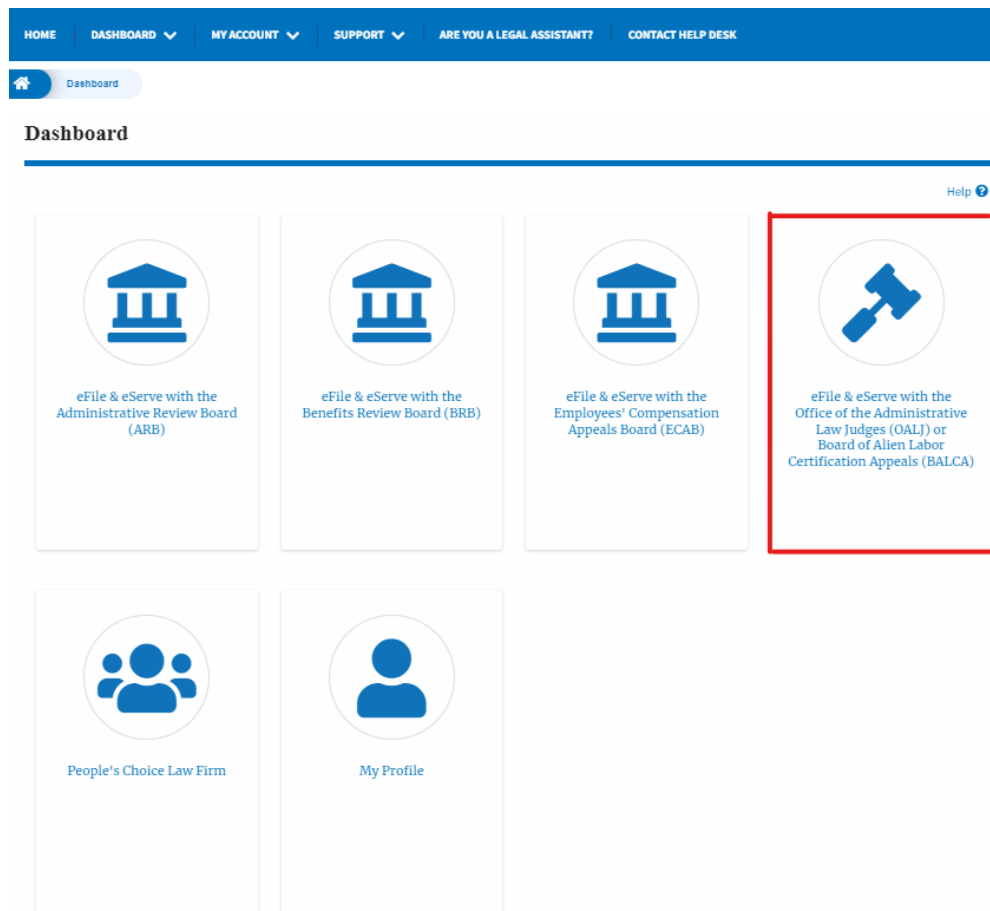 HOME DASHBOARD MY ACCOUNT SUPPORT ARE YOU A LEGAL ASSISTANT? CONTACT HELP DESK
Dashboard
Dashboard
Help
eFile & eServe with the
Administrative Review Board
(ARB)
eFile & eServe with the
Benefits Review Board (BRB)
eFile & eServe with the
Employees' Compensation
Appeals Board (ECAB)
eFile & eServe with the
Office of the Administrative
Law Judges (OALJ) or
Board of Alien Labor
Certification Appeals (BALCA)
People's Choice Law Firm
My Profile